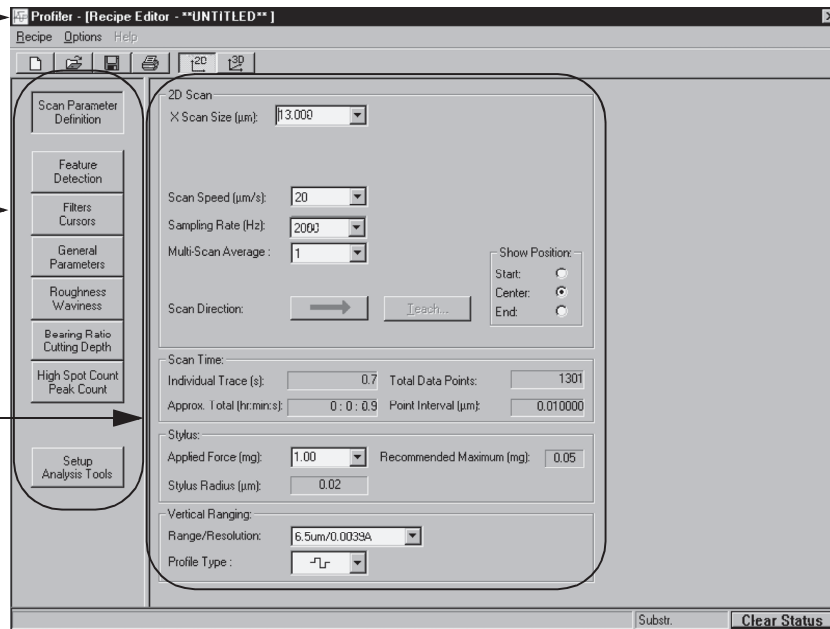 Profiler - [Recipe Editor - **UNTITLED** ]
Recipe Options Help
2D 3D
Scan Parameter
Definition
Feature
Detection
Filters
Cursors
General
Parameters
Roughness
Waviness
Bearing Ratio
Cutting Depth
High Spot Count
Peak Count
Setup
Analysis Tools
2D Scan
X Scan Size (µm): 13.000
Scan Speed (µm/s): 20
Sampling Rate (Hz): 2000
Multi-Scan Average : 1
Show Position:
Start:
Center:
End:
Scan Direction: Teach...
Scan Time:
Individual Trace (s): 0.7 Total Data Points: 1301
Approx. Total (hr:min:s): 0 : 0 : 0.9 Point Interval (µm): 0.010000
Stylus:
Applied Force (mg): 1.00 Recommended Maximum (mg): 0.05
Stylus Radius (µm): 0.02
Vertical Ranging:
Range/Resolution: 6.5um/0.0039A
Profile Type :
Substr. Clear Status